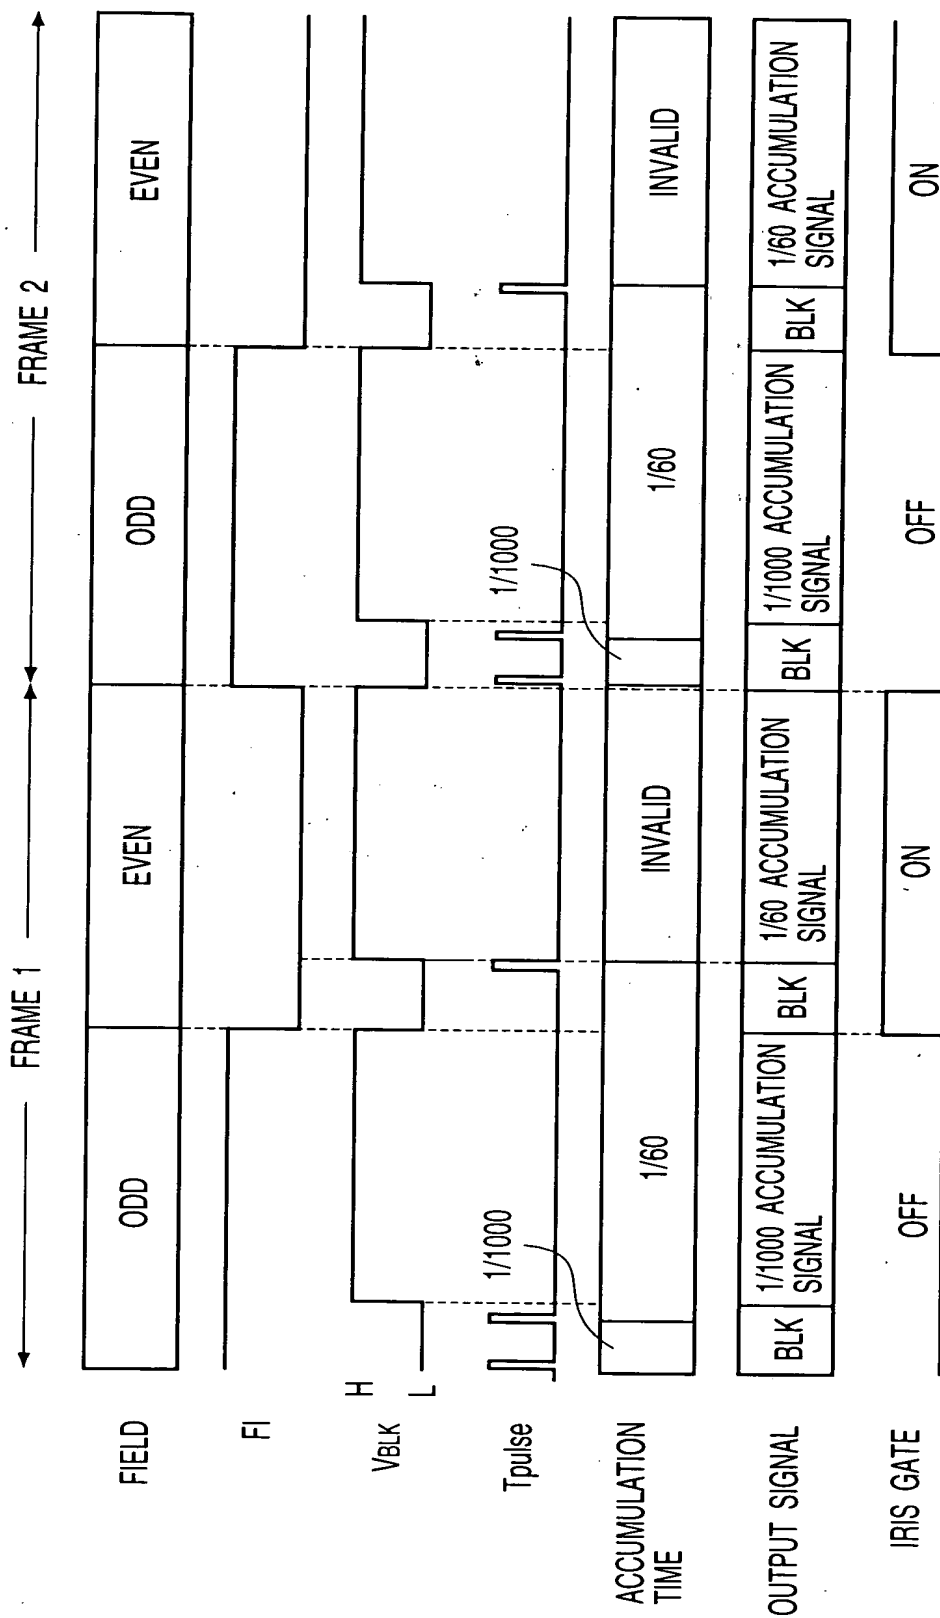 FRAME 1
FRAME 2
FIELD
ODD
EVEN
ODD
EVEN
FI
VBLK
H
L
Tpulse
1/1000
1/1000
ACCUMULATION
TIME
1/60
INVALID
1/60
INVALID
OUTPUT SIGNAL
BLK
1/1000 ACCUMULATION
SIGNAL
BLK
1/60 ACCUMULATION
SIGNAL
BLK
1/1000 ACCUMULATION
SIGNAL
BLK
1/60 ACCUMULATION
SIGNAL
IRIS GATE
OFF
ON
OFF
ON